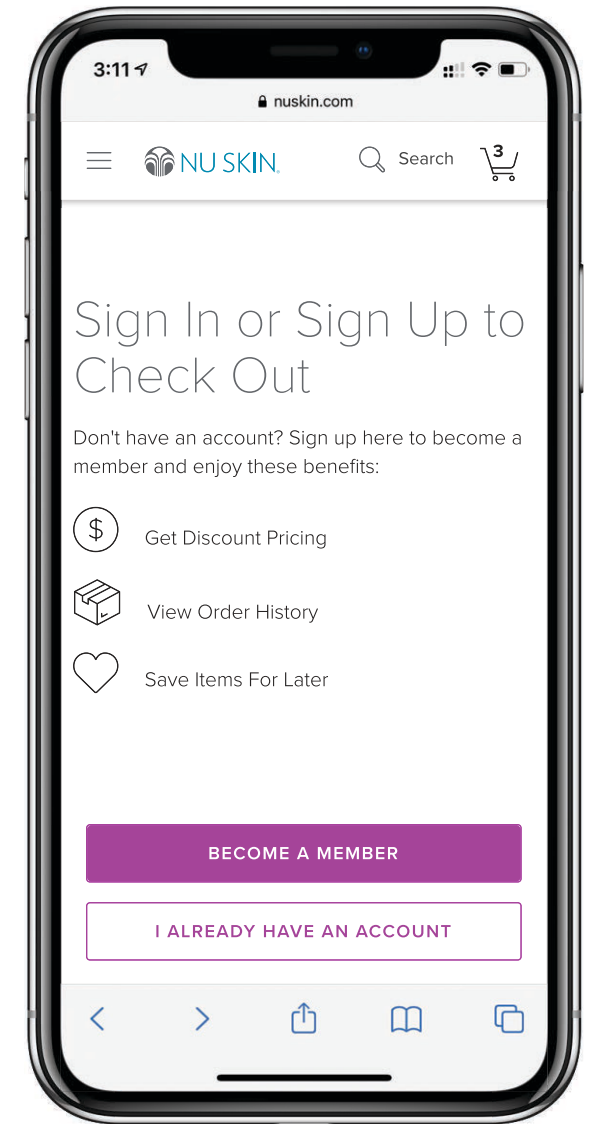 3:11
nuskin.com
NU SKIN.
Search
3
Sign In or Sign Up to
Check Out
Don't have an account? Sign up here to become a
member and enjoy these benefits:
$
Get Discount Pricing
View Order History
Save Items For Later
BECOME A MEMBER
I ALREADY HAVE AN ACCOUNT